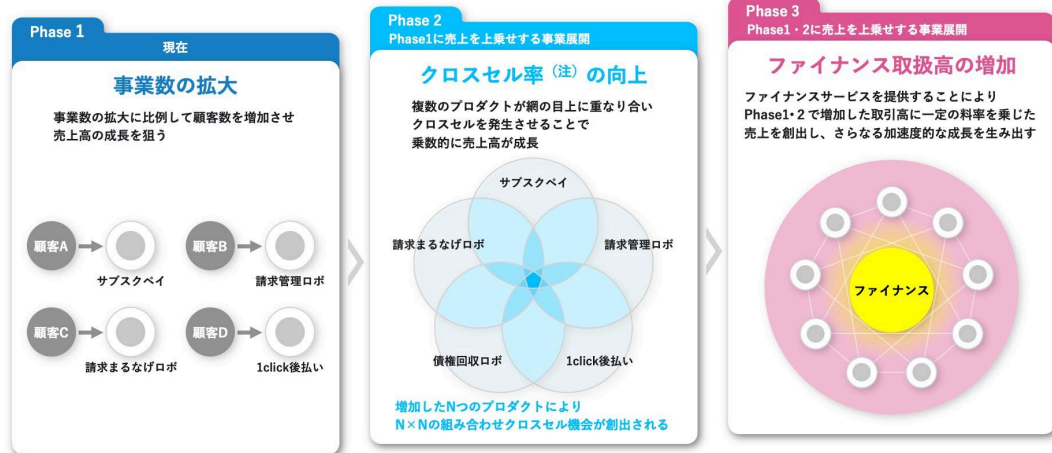 Phase 1
現在
事業数の拡大
事業数の拡大に比例して顧客数を増加させ
売上高の成長を狙う
顧客A
サブスクペイ
顧客B
請求管理ロボ
顧客C
請求まるなげロボ
顧客D
1click後払い
Phase 2
Phase1に売上を上乗せする事業展開
クロスセル率（注）の向上
複数のプロダクトが網の目上に重なり合い
クロスセルを発生させることで
乗数的に売上高が成長
サブスクペイ
請求まるなげロボ
請求管理ロボ
債権回収ロボ
1click後払い
増加したNつのプロダクトにより
N×Nの組み合わせクロスセル機会が創出される
Phase 3
Phase1・2に売上を上乗せする事業展開
ファイナンス取扱高の増加
ファイナンスサービスを提供することにより
Phase1・2で増加した取引高に一定の料率を乗じた
売上を創出し、さらなる加速度的な成長を生み出す
ファイナンス